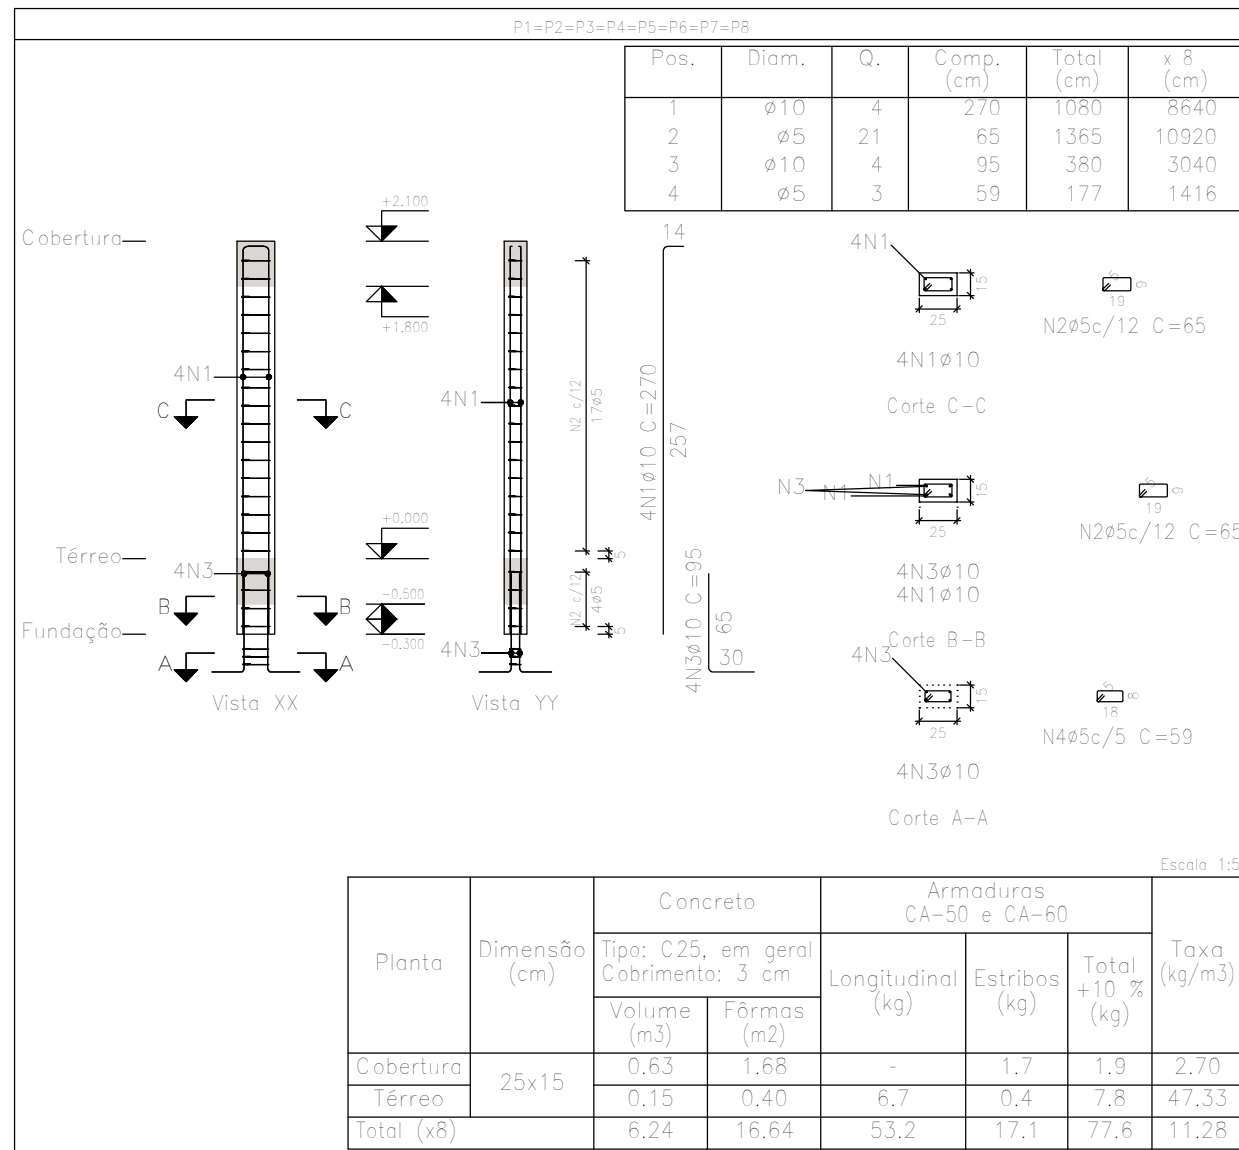 P1=P2=P3=P4=P5=P6=P7=P8
Pos. Diam. Q. Comp. (cm) Total (cm) x 8 (cm)
1 ø10 4 270 1080 8640
2 ø5 21 65 1365 10920
3 ø10 4 95 380 3040
4 ø5 3 59 177 1416
Cobertura
+2.100
+1.800
4N1
C C
Térreo
+0.000
4N3
B B
-0.500
Fundação
-0.300
A A
Vista XX
4N1
4N3
Vista YY
N2 c/12
17ø5
5
N2 c/12
4ø5
5
14
4N1ø10 C=270
257
4N3ø10 C=95
65
30
4N1
15
25
4N1ø10
Corte C-C
5
9
19
N2ø5c/12 C=65
N3
N1
N1
15
25
4N3ø10
4N1ø10
Corte B-B
5
9
19
N2ø5c/12 C=65
4N3
15
25
4N3ø10
Corte A-A
5
8
18
N4ø5c/5 C=59
Escala 1:5
Planta
Dimensão (cm)
Concreto
Tipo: C25, em geral
Cobrimento: 3 cm
Volume (m3)
Fôrmas (m2)
Armaduras
CA-50 e CA-60
Longitudinal (kg)
Estribos (kg)
Total +10 % (kg)
Taxa (kg/m3)
Cobertura 25x15 0.63 1.68 - 1.7 1.9 2.70
Térreo 0.15 0.40 6.7 0.4 7.8 47.33
Total (x8) 6.24 16.64 53.2 17.1 77.6 11.28